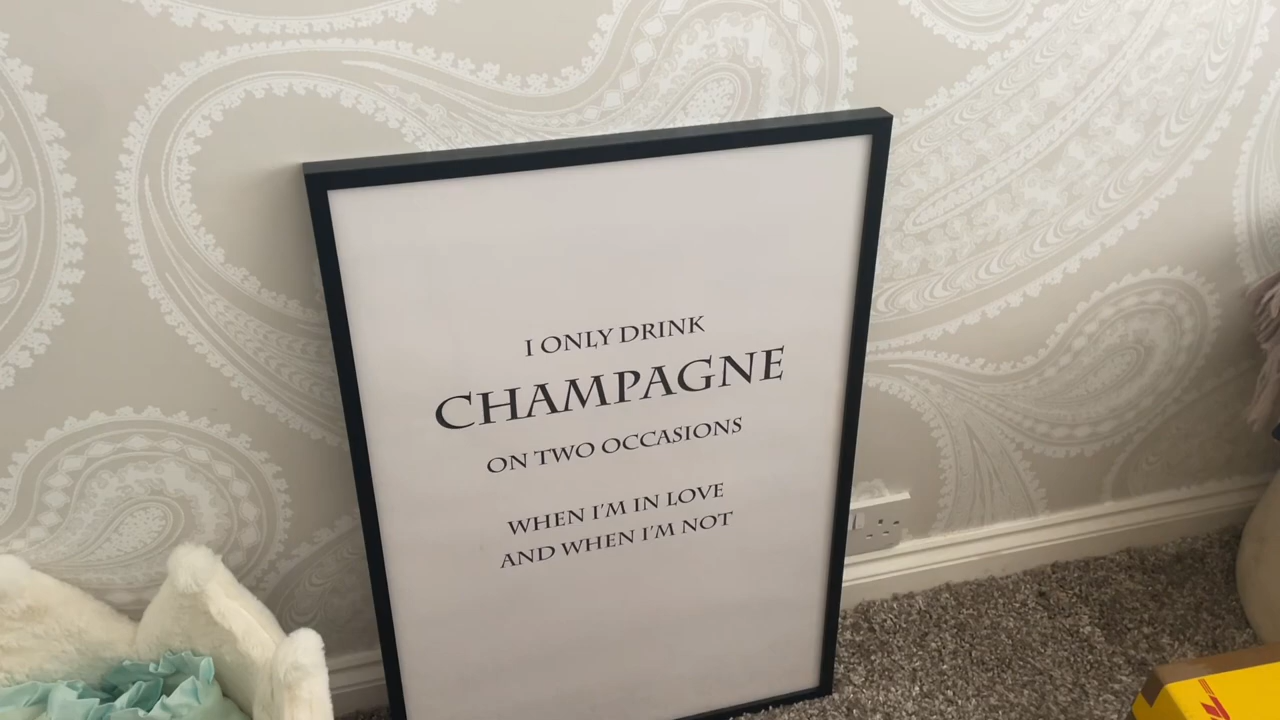 I ONLY DRINK
CHAMPAGNE
ON TWO OCCASIONS
WHEN I'M IN LOVE
AND WHEN I'M NOT